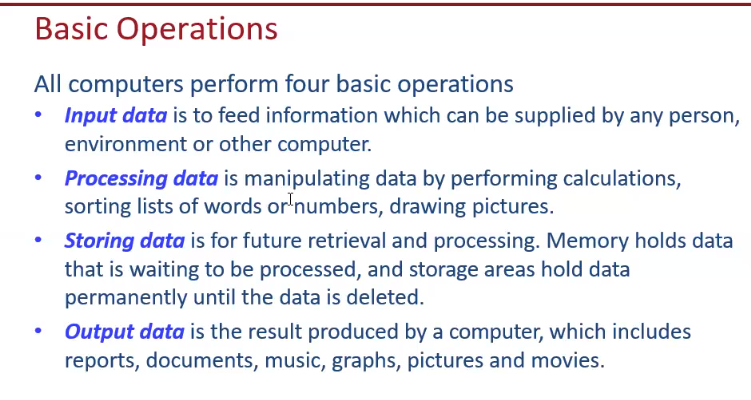 Basic Operations
All computers perform four basic operations
• Input data is to feed information which can be supplied by any person,
environment or other computer.
• Processing data is manipulating data by performing calculations,
sorting lists of words or numbers, drawing pictures.
• Storing data is for future retrieval and processing. Memory holds data
that is waiting to be processed, and storage areas hold data
permanently until the data is deleted.
• Output data is the result produced by a computer, which includes
reports, documents, music, graphs, pictures and movies.